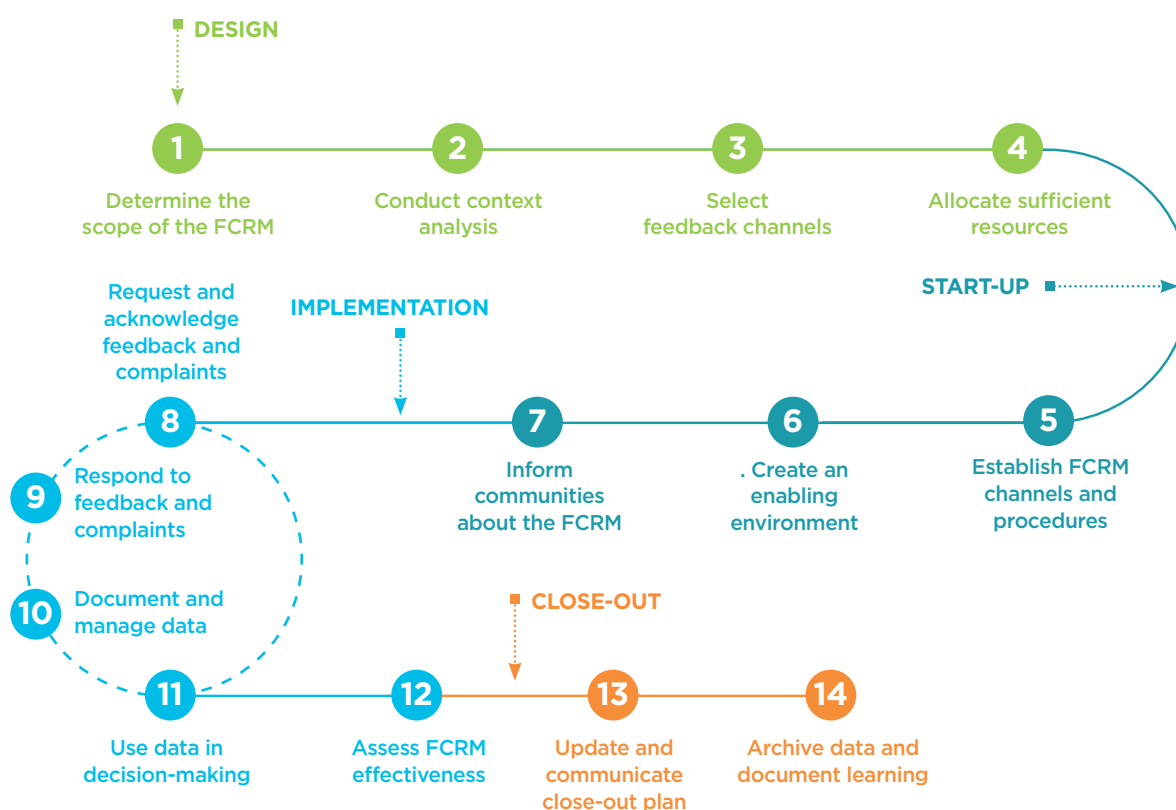 DESIGN
1
2
3
4
Determine the
scope of the FCRM
Conduct context
analysis
Select
feedback channels
Allocate sufficient
resources
START-UP
Request and
acknowledge
feedback and
complaints
IMPLEMENTATION
8
7
6
5
Inform
communities
about the FCRM
. Create an
enabling
environment
Establish FCRM
channels and
procedures
9
Respond to
feedback and
complaints
10
Document and
manage data
CLOSE-OUT
11
12
13
14
Use data in
decision-making
Assess FCRM
effectiveness
Update and
communicate
close-out plan
Archive data and
document learning